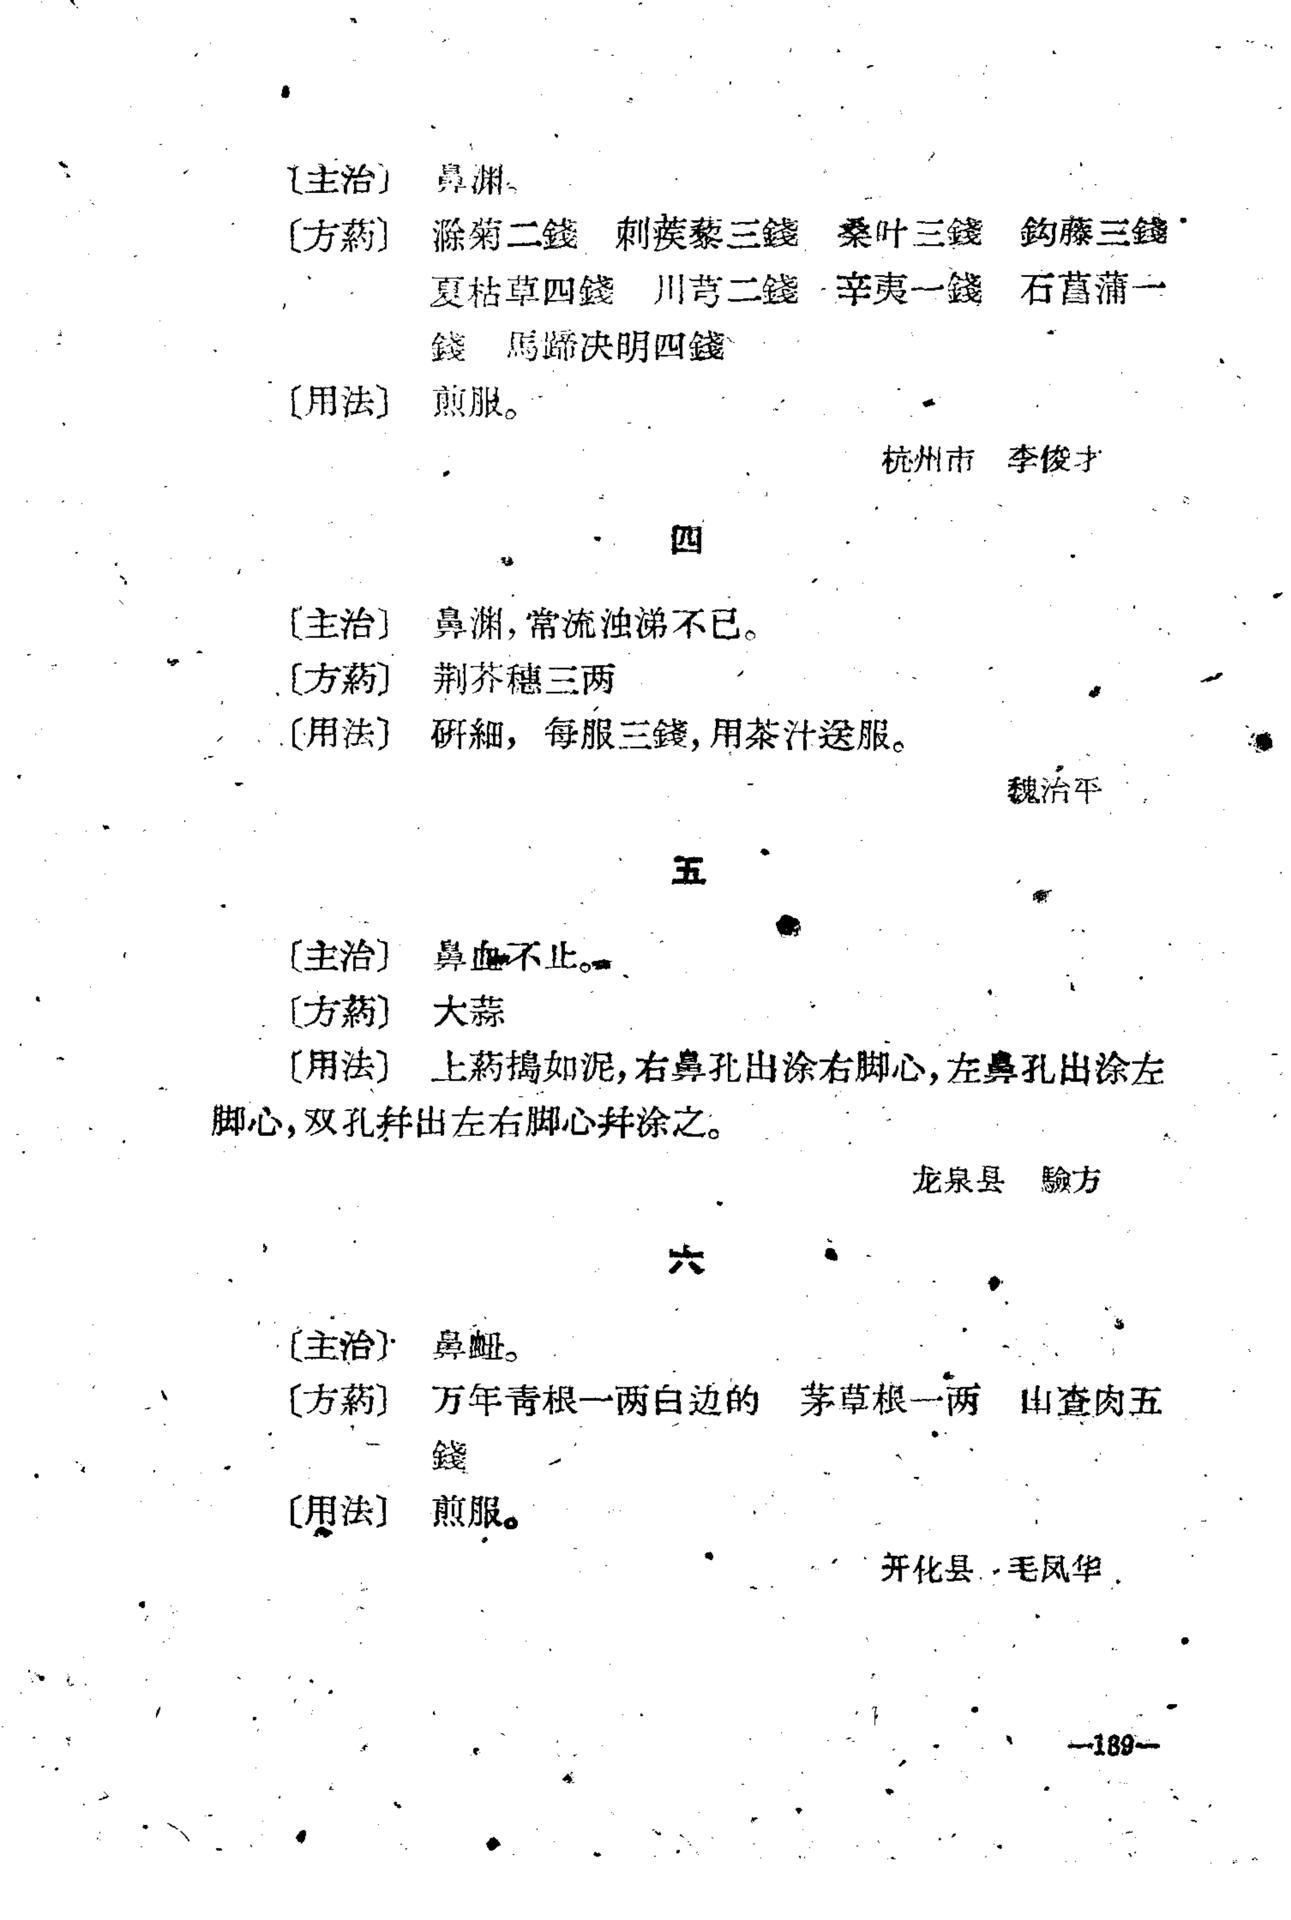 〔主治〕 鼻渊。
〔方葯〕 滁菊二錢 刺蒺藜三錢 桑叶三錢 鈎藤三錢
夏枯草四錢 川芎二錢 辛夷一錢 石菖蒲一
錢 馬蹄决明四錢
〔用法〕 煎服。
杭州市 李俊才
四
〔主治〕 鼻渊，常流浊涕不已。
〔方葯〕 荆芥穗三两
〔用法〕 研細，每服三錢，用茶汁送服。
魏治平
五
〔主治〕 鼻血不止。
〔方葯〕 大蒜
〔用法〕 上葯搗如泥，右鼻孔出涂右脚心，左鼻孔出涂左
脚心，双孔幷出左右脚心幷涂之。
龙泉县 驗方
六
〔主治〕 鼻衄。
〔方葯〕 万年青根一两白边的 茅草根一两 山查肉五
錢
〔用法〕 煎服。
开化县 毛凤华
—189—